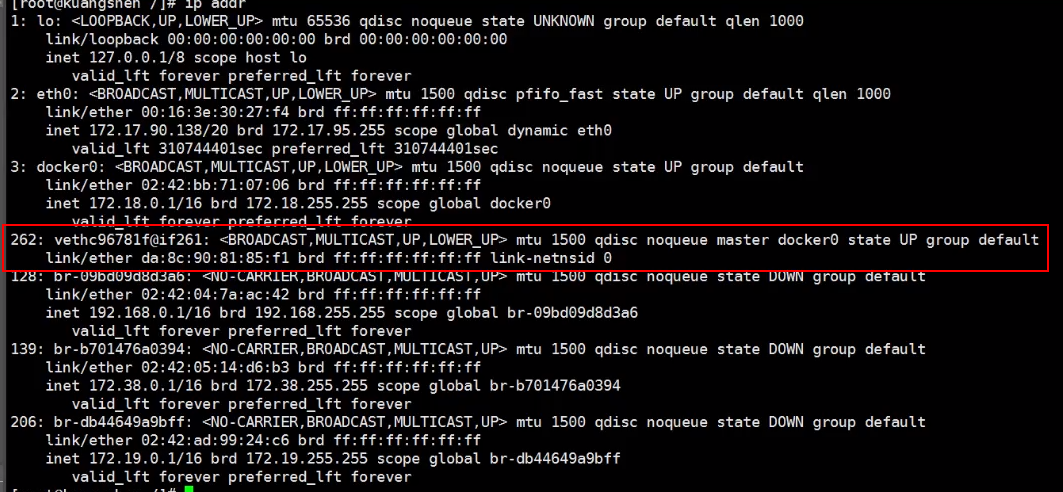 [root@kuangshen /]# ip addr
1: lo: <LOOPBACK,UP,LOWER_UP> mtu 65536 qdisc noqueue state UNKNOWN group default qlen 1000
link/loopback 00:00:00:00:00:00 brd 00:00:00:00:00:00
inet 127.0.0.1/8 scope host lo
valid_lft forever preferred_lft forever
2: eth0: <BROADCAST,MULTICAST,UP,LOWER_UP> mtu 1500 qdisc pfifo_fast state UP group default qlen 1000
link/ether 00:16:3e:30:27:f4 brd ff:ff:ff:ff:ff:ff
inet 172.17.90.138/20 brd 172.17.95.255 scope global dynamic eth0
valid_lft 310744401sec preferred_lft 310744401sec
3: docker0: <BROADCAST,MULTICAST,UP,LOWER_UP> mtu 1500 qdisc noqueue state UP group default
link/ether 02:42:bb:71:07:06 brd ff:ff:ff:ff:ff:ff
inet 172.18.0.1/16 brd 172.18.255.255 scope global docker0
valid_lft forever preferred_lft forever
262: vethc96781f@if261: <BROADCAST,MULTICAST,UP,LOWER_UP> mtu 1500 qdisc noqueue master docker0 state UP group default
link/ether da:8c:90:81:85:f1 brd ff:ff:ff:ff:ff:ff link-netnsid 0
128: br-09bd09d8d3a6: <NO-CARRIER,BROADCAST,MULTICAST,UP> mtu 1500 qdisc noqueue state DOWN group default
link/ether 02:42:04:7a:ac:42 brd ff:ff:ff:ff:ff:ff
inet 192.168.0.1/16 brd 192.168.255.255 scope global br-09bd09d8d3a6
valid_lft forever preferred_lft forever
139: br-b701476a0394: <NO-CARRIER,BROADCAST,MULTICAST,UP> mtu 1500 qdisc noqueue state DOWN group default
link/ether 02:42:05:14:d6:b3 brd ff:ff:ff:ff:ff:ff
inet 172.38.0.1/16 brd 172.38.255.255 scope global br-b701476a0394
valid_lft forever preferred_lft forever
206: br-db44649a9bff: <NO-CARRIER,BROADCAST,MULTICAST,UP> mtu 1500 qdisc noqueue state DOWN group default
link/ether 02:42:ad:99:24:c6 brd ff:ff:ff:ff:ff:ff
inet 172.19.0.1/16 brd 172.19.255.255 scope global br-db44649a9bff
valid_lft forever preferred_lft forever
[root@kuangshen /]#